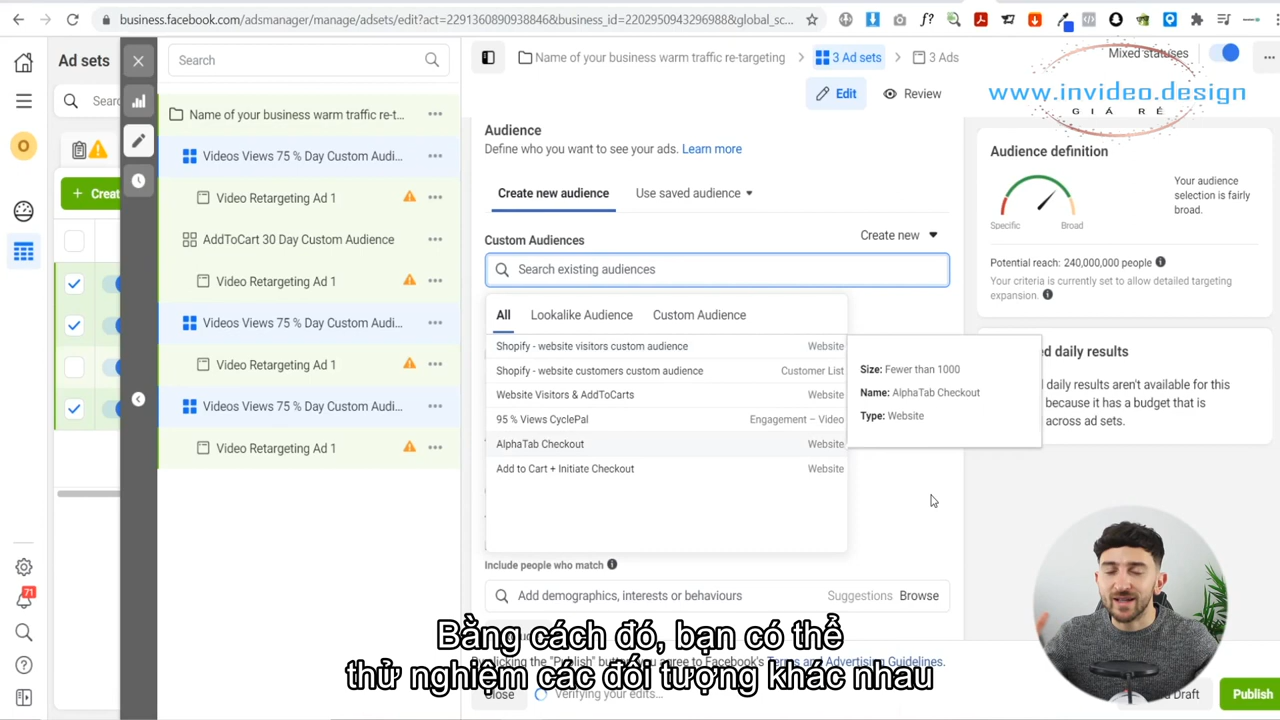 business.facebook.com/adsmanager/manage/adsets/edit?act=229136089093846&business_id=2202950943296988&global_sc...
Ad sets
Search
Name of your business warm traffic re-targeting
3 Ad sets
3 Ads
Mixed statuses
Edit
Review
www.invideo.design
GIÁ RẺ
Searc
O
+ Creat
Name of your business warm traffic re-t...
Videos Views 75 % Day Custom Audi...
Video Retargeting Ad 1
AddToCart 30 Day Custom Audience
Video Retargeting Ad 1
Videos Views 75 % Day Custom Audi...
Video Retargeting Ad 1
Videos Views 75 % Day Custom Audi...
Video Retargeting Ad 1
71
Audience
Define who you want to see your ads. Learn more
Create new audience
Use saved audience
Custom Audiences
Create new
Search existing audiences
All
Lookalike Audience
Custom Audience
Shopify - website visitors custom audience Website
Shopify - website customers custom audience Customer List
Website Visitors & AddToCarts Website
95 % Views CyclePal Engagement – Video
AlphaTab Checkout Website
Add to Cart + Initiate Checkout Website
Size: Fewer than 1000
Name: AlphaTab Checkout
Type: Website
Include people who match
Add demographics, interests or behaviours
Suggestions
Browse
Audience definition
Specific
Broad
Your audience
selection is fairly
broad.
Potential reach: 240,000,000 people
Your criteria is currently set to allow detailed targeting
expansion.
d daily results
d daily results aren't available for this
because it has a budget that is
across ad sets.
clicking the "Publish" button, you agree to Facebook's Terms and Advertising Guidelines.
Close
Verifying your edits...
Draft
Publish
Bằng cách đó, bạn có thể
thử nghiệm các đối tượng khác nhau